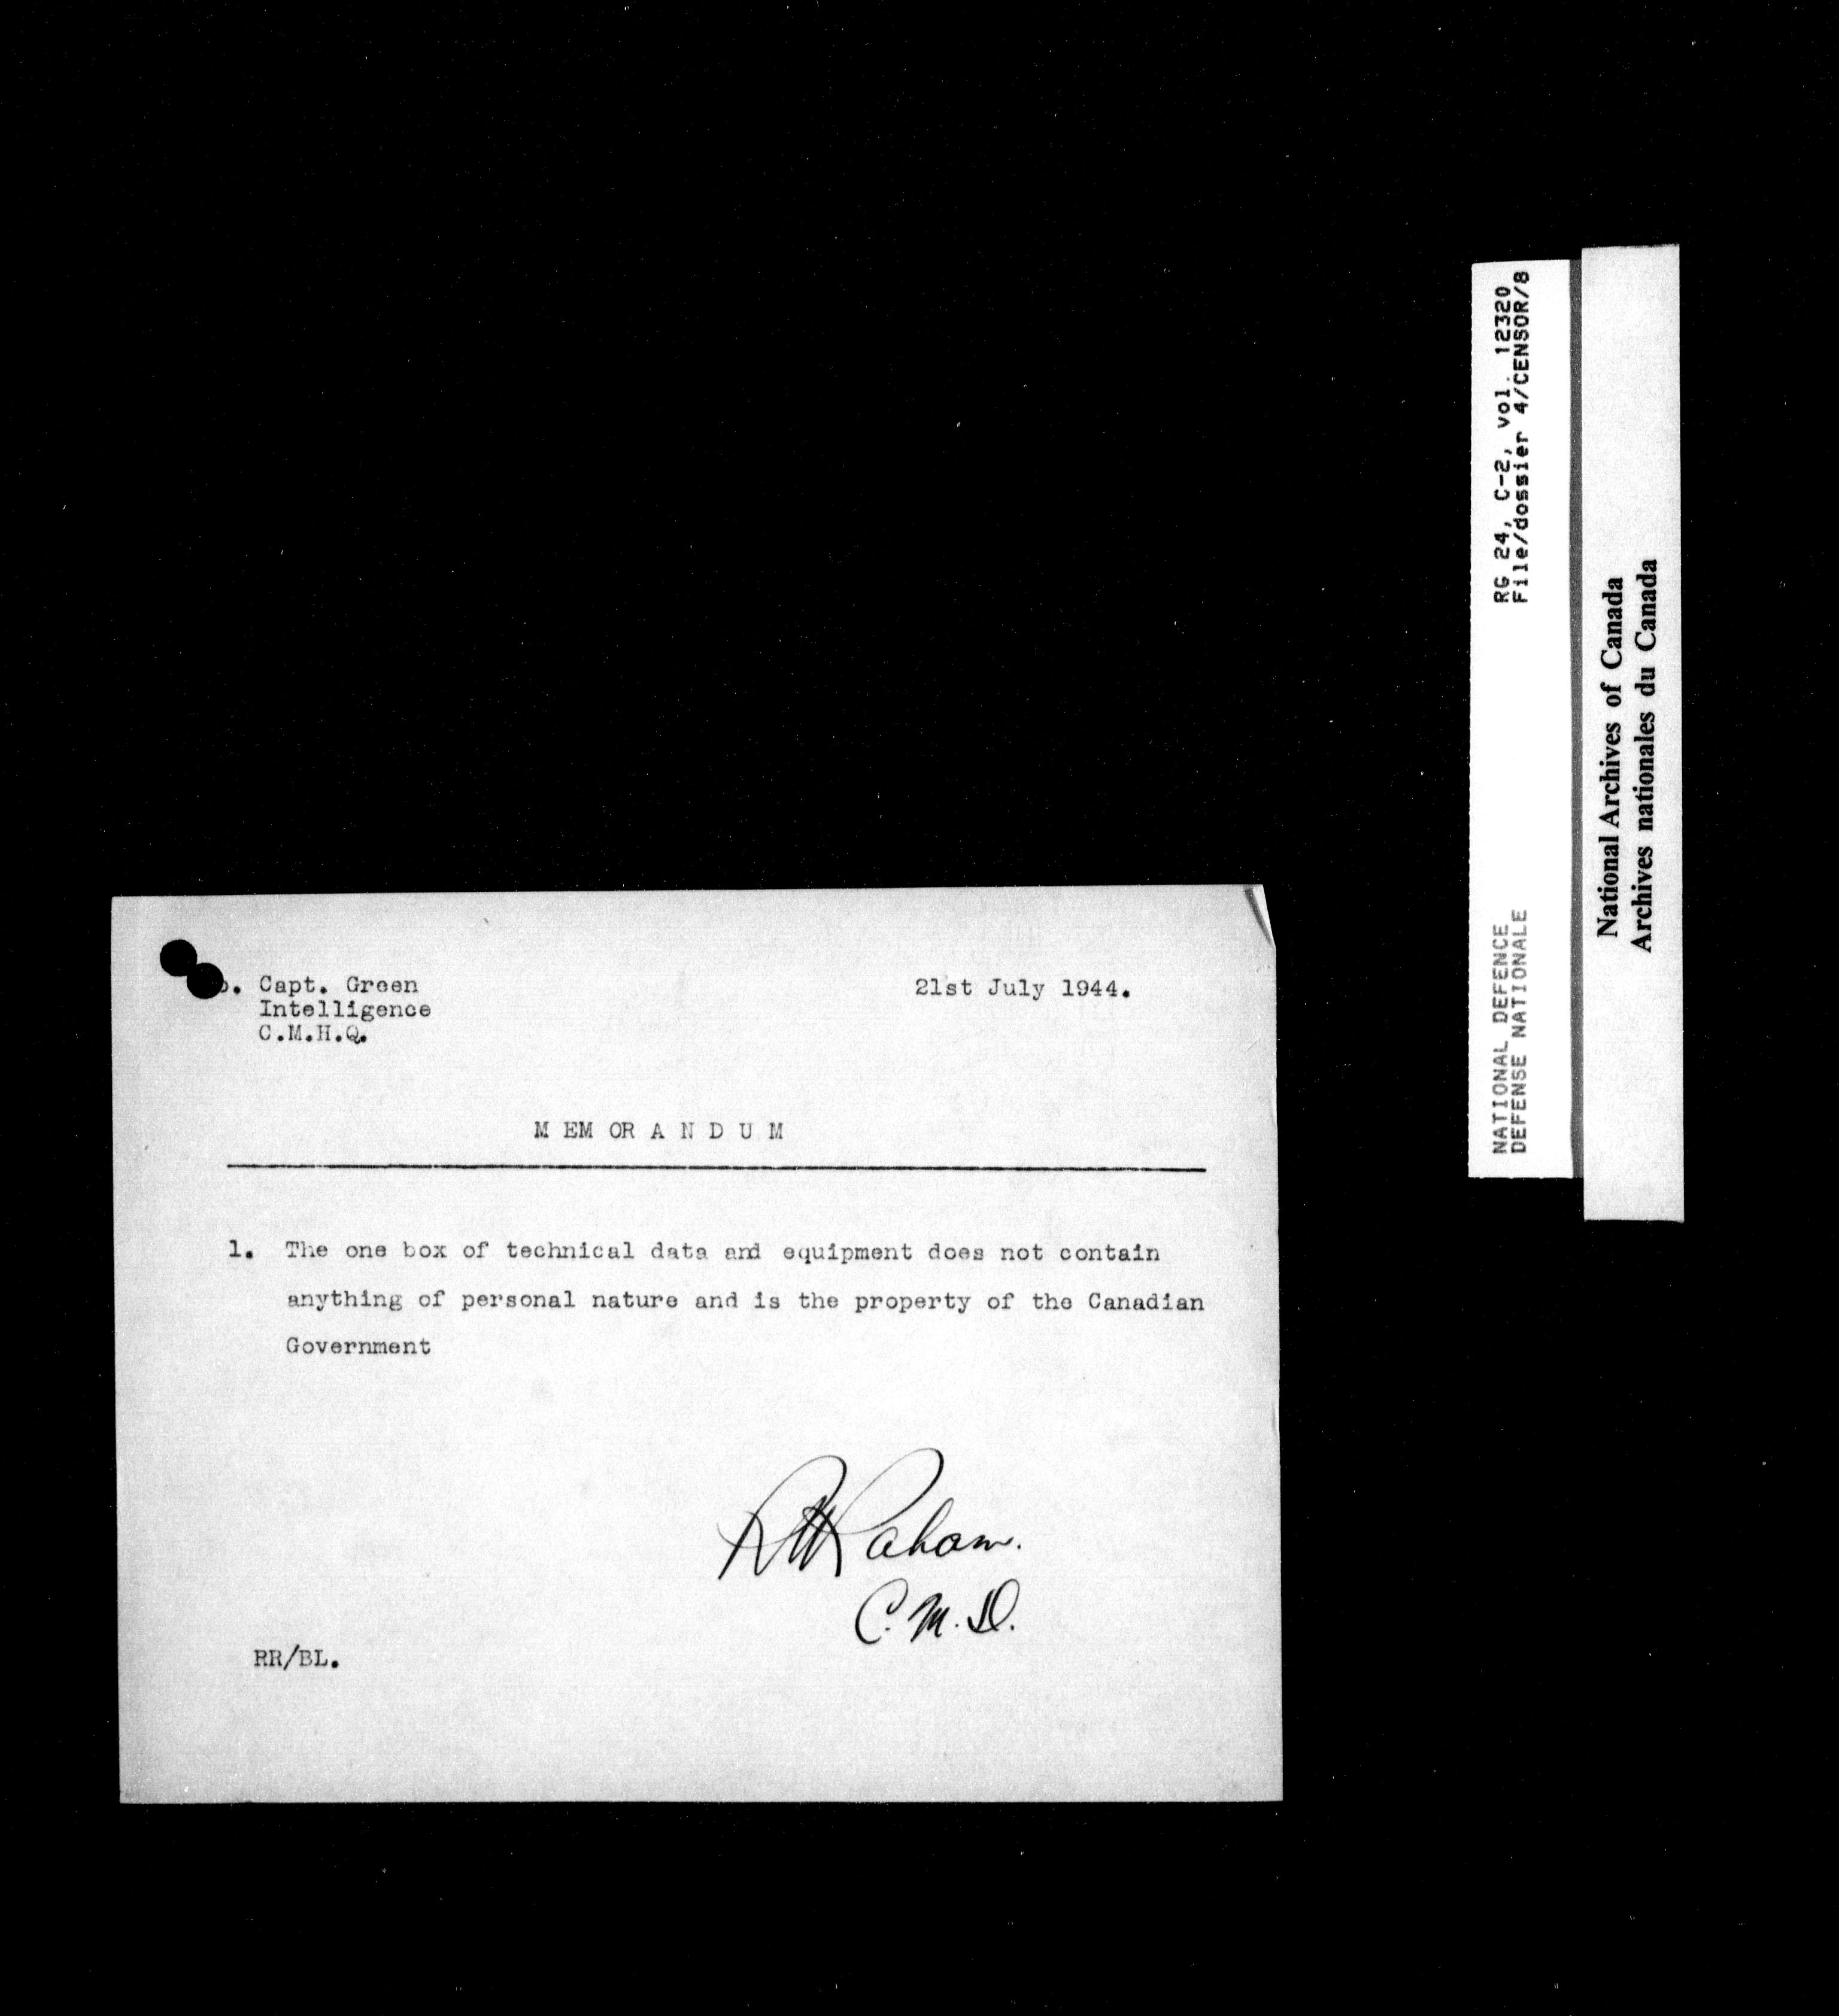 Capt. Green
21st July 1944.
Intelligence
C.M.H.Q.
M EM OR A N D U M
1. The one box of technical data and equipment does not contain
anything of personal nature and is the property of the Canadian
Government
C.M.D.
RR/BL.
RG 24, C-2, vol. 12320
File/dossier 4/CENSOR/8
NATIONAL DEFENCE
DEFENSE NATIONALE
National Archives of Canada
Archives nationales du Canada